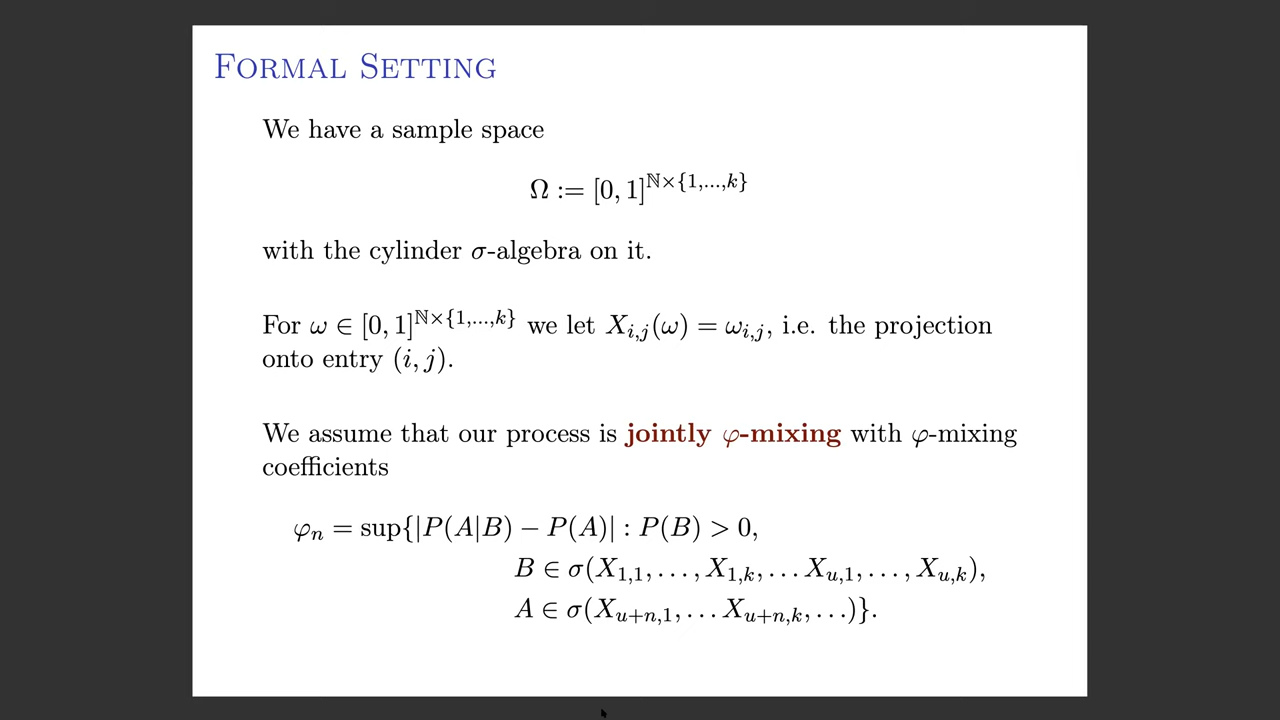 Formal Setting
We have a sample space
Ω := [0, 1]^{ℕ×{1,...,k}}
with the cylinder σ-algebra on it.
For ω ∈ [0, 1]^{ℕ×{1,...,k}} we let X_{i,j}(ω) = ω_{i,j}, i.e. the projection
onto entry (i, j).
We assume that our process is jointly φ-mixing with φ-mixing
coefficients
φ_n = sup{|P(A|B) − P(A)| : P(B) > 0,
B ∈ σ(X_{1,1}, . . . , X_{1,k}, . . . X_{u,1}, . . . , X_{u,k}),
A ∈ σ(X_{u+n,1}, . . . X_{u+n,k}, . . .)}.